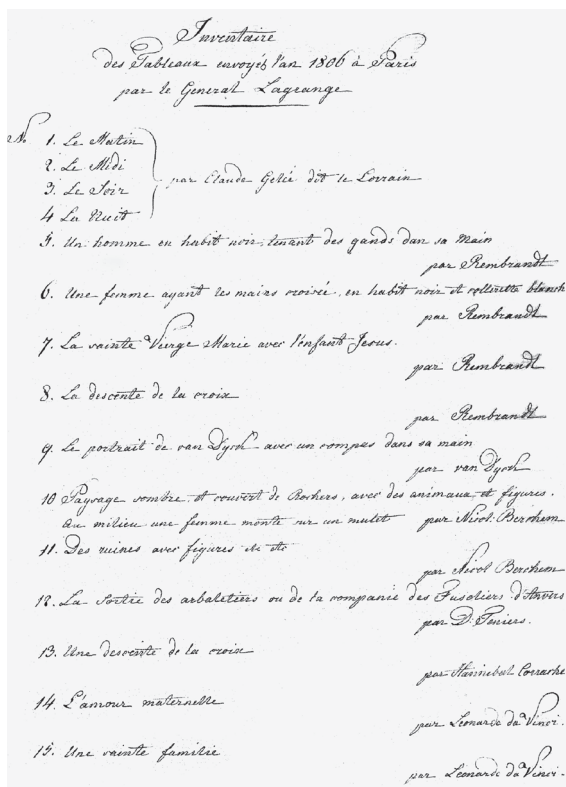 Inventaire
des Tableaux envoyés l'an 1806 à Paris
par le General Lagrange
No 1. Le Matin
2. Le Midi
3. Le Soir
4 La Nuit
par Claude Gelée dit le Lorrain
5. Un homme en habit noir, tenant des gands dan sa main
par Rembrandt
6. Une femme ayant les mains croisée, en habit noir et collirette blanch
par Rembrandt
7. La sainte Vierge Marie avec l'enfant Jesus.
par Rembrandt
8. La descente de la croix
par Rembrandt
9. Le portrait de van Dyck avec un compas dans sa main
par van Dyck
10 Paysage sombre et couvert de Rochers, avec des animaux et figures.
au milieu une femme monte sur un mulet par Nicol. Berchem
11. Des ruines avec figures etc etc
par Nicol Berchem
12. La Sortie des arbaletiers ou de la companie des Fuseliers d'Anvers
par D. Teniers.
13. Une descente de la croix
par Hannibal Carrache
14. L'amour maternelle
par Leonardo da Vinci.
15. Une sainte familie
par Leonardo da Vinci.